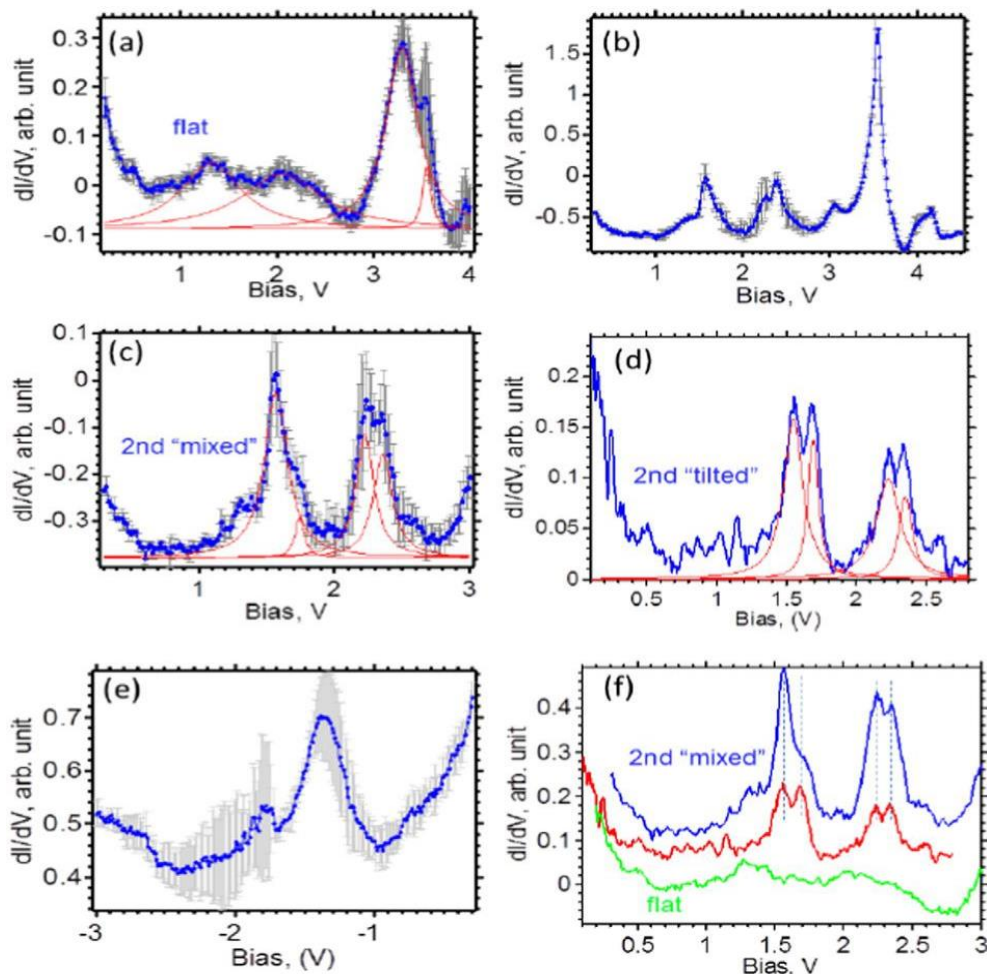 (a)
flat
dI/dV, arb. unit
0.3
0.2
0.1
0
-0.1
1
2
3
4
Bias, V
(b)
dI/dV, arb. unit
1.5
1.0
0.5
0
-0.5
1
2
3
4
Bias, V
(c)
2nd "mixed"
dI/dV, arb. unit
0.1
0
-0.1
-0.2
-0.3
1
2
3
Bias, V
(d)
2nd "tilted"
dI/dV, arb. unit
0.2
0.15
0.1
0.05
0
0.5
1
1.5
2
2.5
Bias, (V)
(e)
dI/dV, arb. unit
0.7
0.6
0.5
0.4
-3
-2
-1
Bias, (V)
(f)
2nd "mixed"
flat
dI/dV, arb. unit
0.4
0.3
0.2
0.1
0
0.5
1
1.5
2
2.5
3
Bias, V